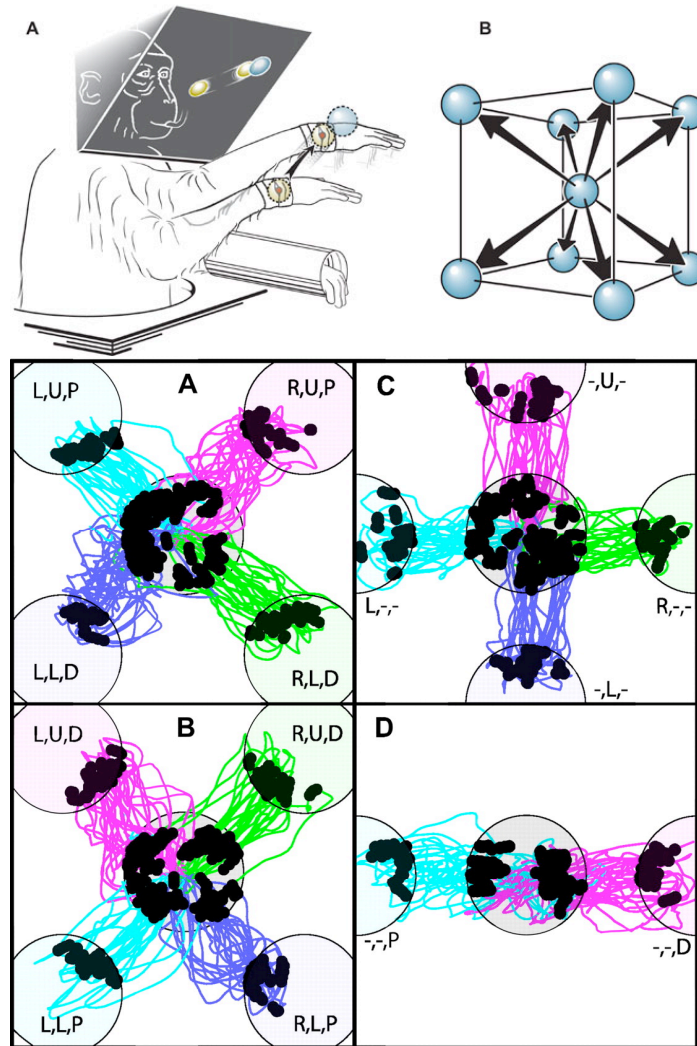 A
B
A
L,U,P
R,U,P
L,L,D
R,L,D
C
-,U,-
L,-,-
R,-,-
-,L,-
B
L,U,D
R,U,D
L,L,P
R,L,P
D
-,-,P
-,-,D